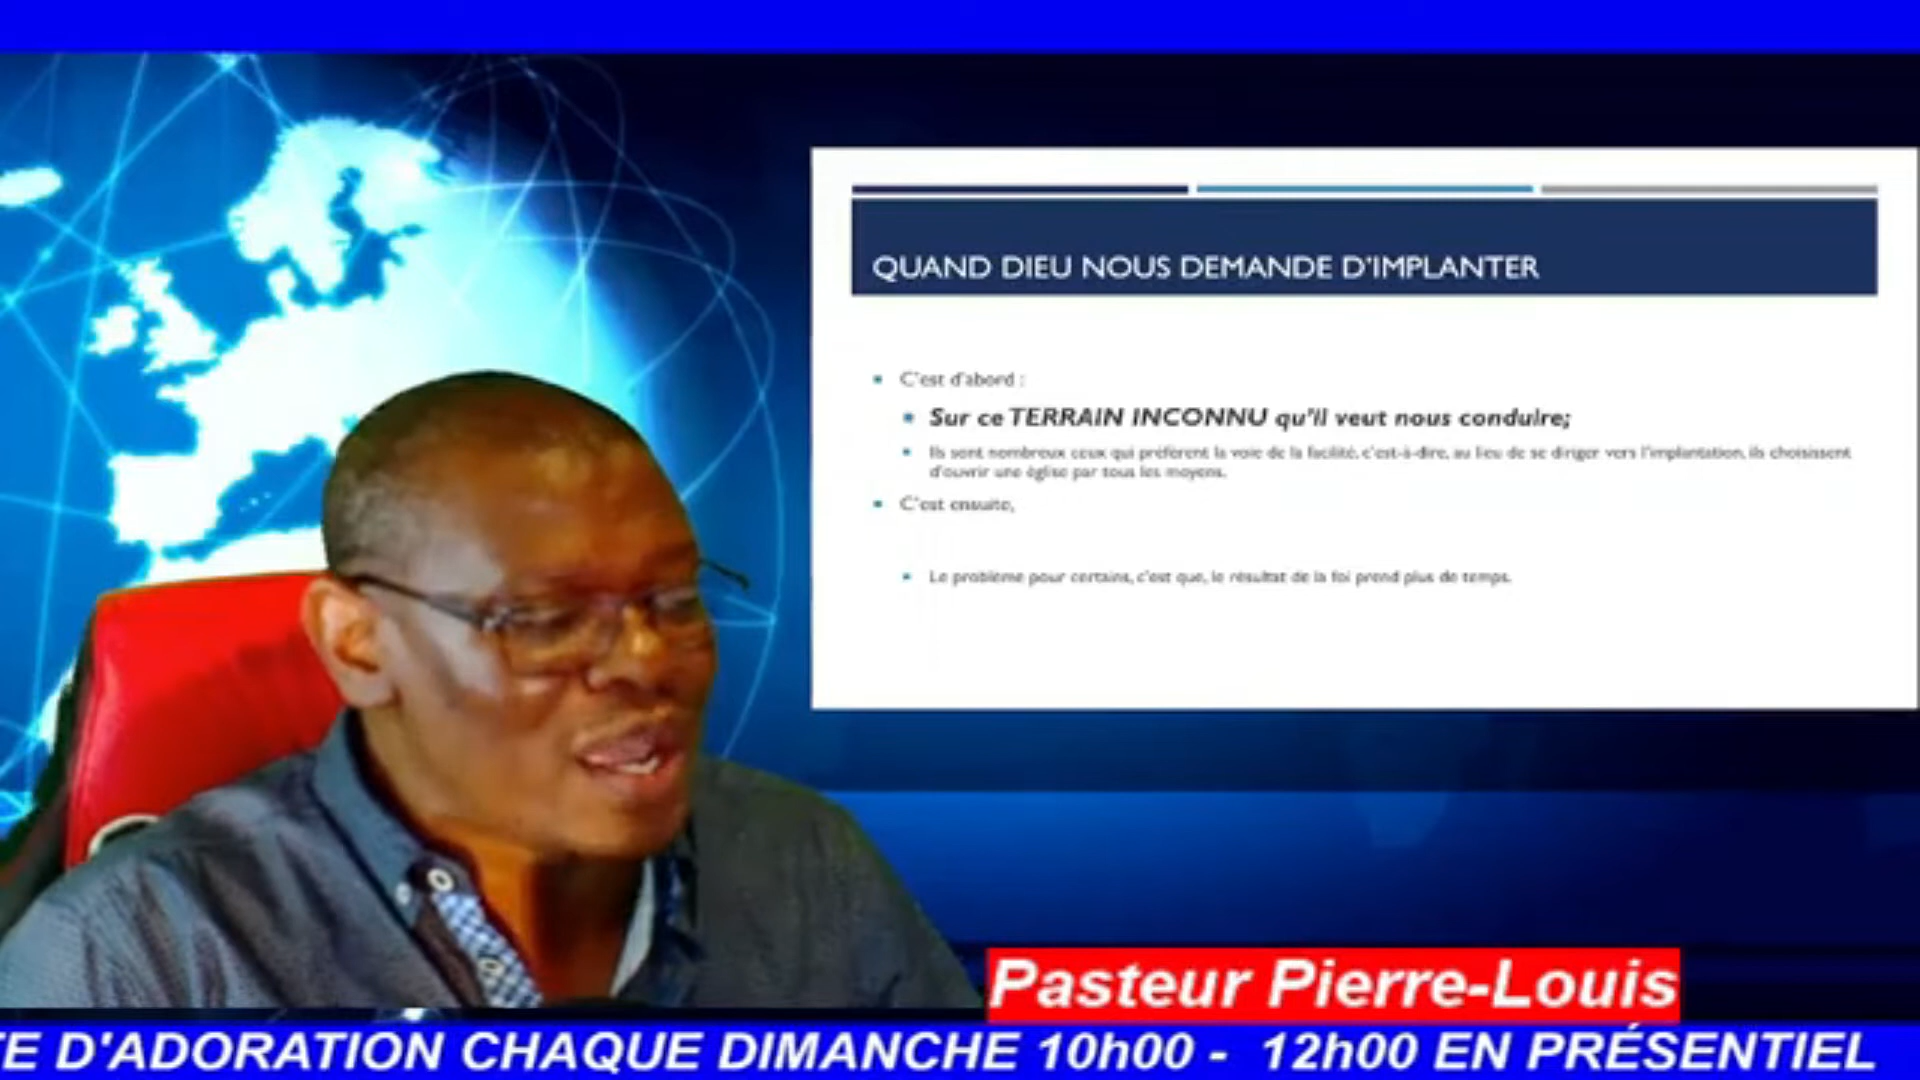 QUAND DIEU NOUS DEMANDE D'IMPLANTER
C'est d'abord :
Sur ce TERRAIN INCONNU qu'il veut nous conduire;
Ils sont nombreux ceux qui préfèrent la voie de la facilité, c'est-à-dire, au lieu de se diriger vers l'implantation, ils choisissent
d'ouvrir une église par tous les moyens.
C'est ensuite,
Le problème pour certains, c'est que, le résultat de la foi prend plus de temps.
Pasteur Pierre-Louis
TE D'ADORATION CHAQUE DIMANCHE 10h00 - 12h00 EN PRÉSENTIEL